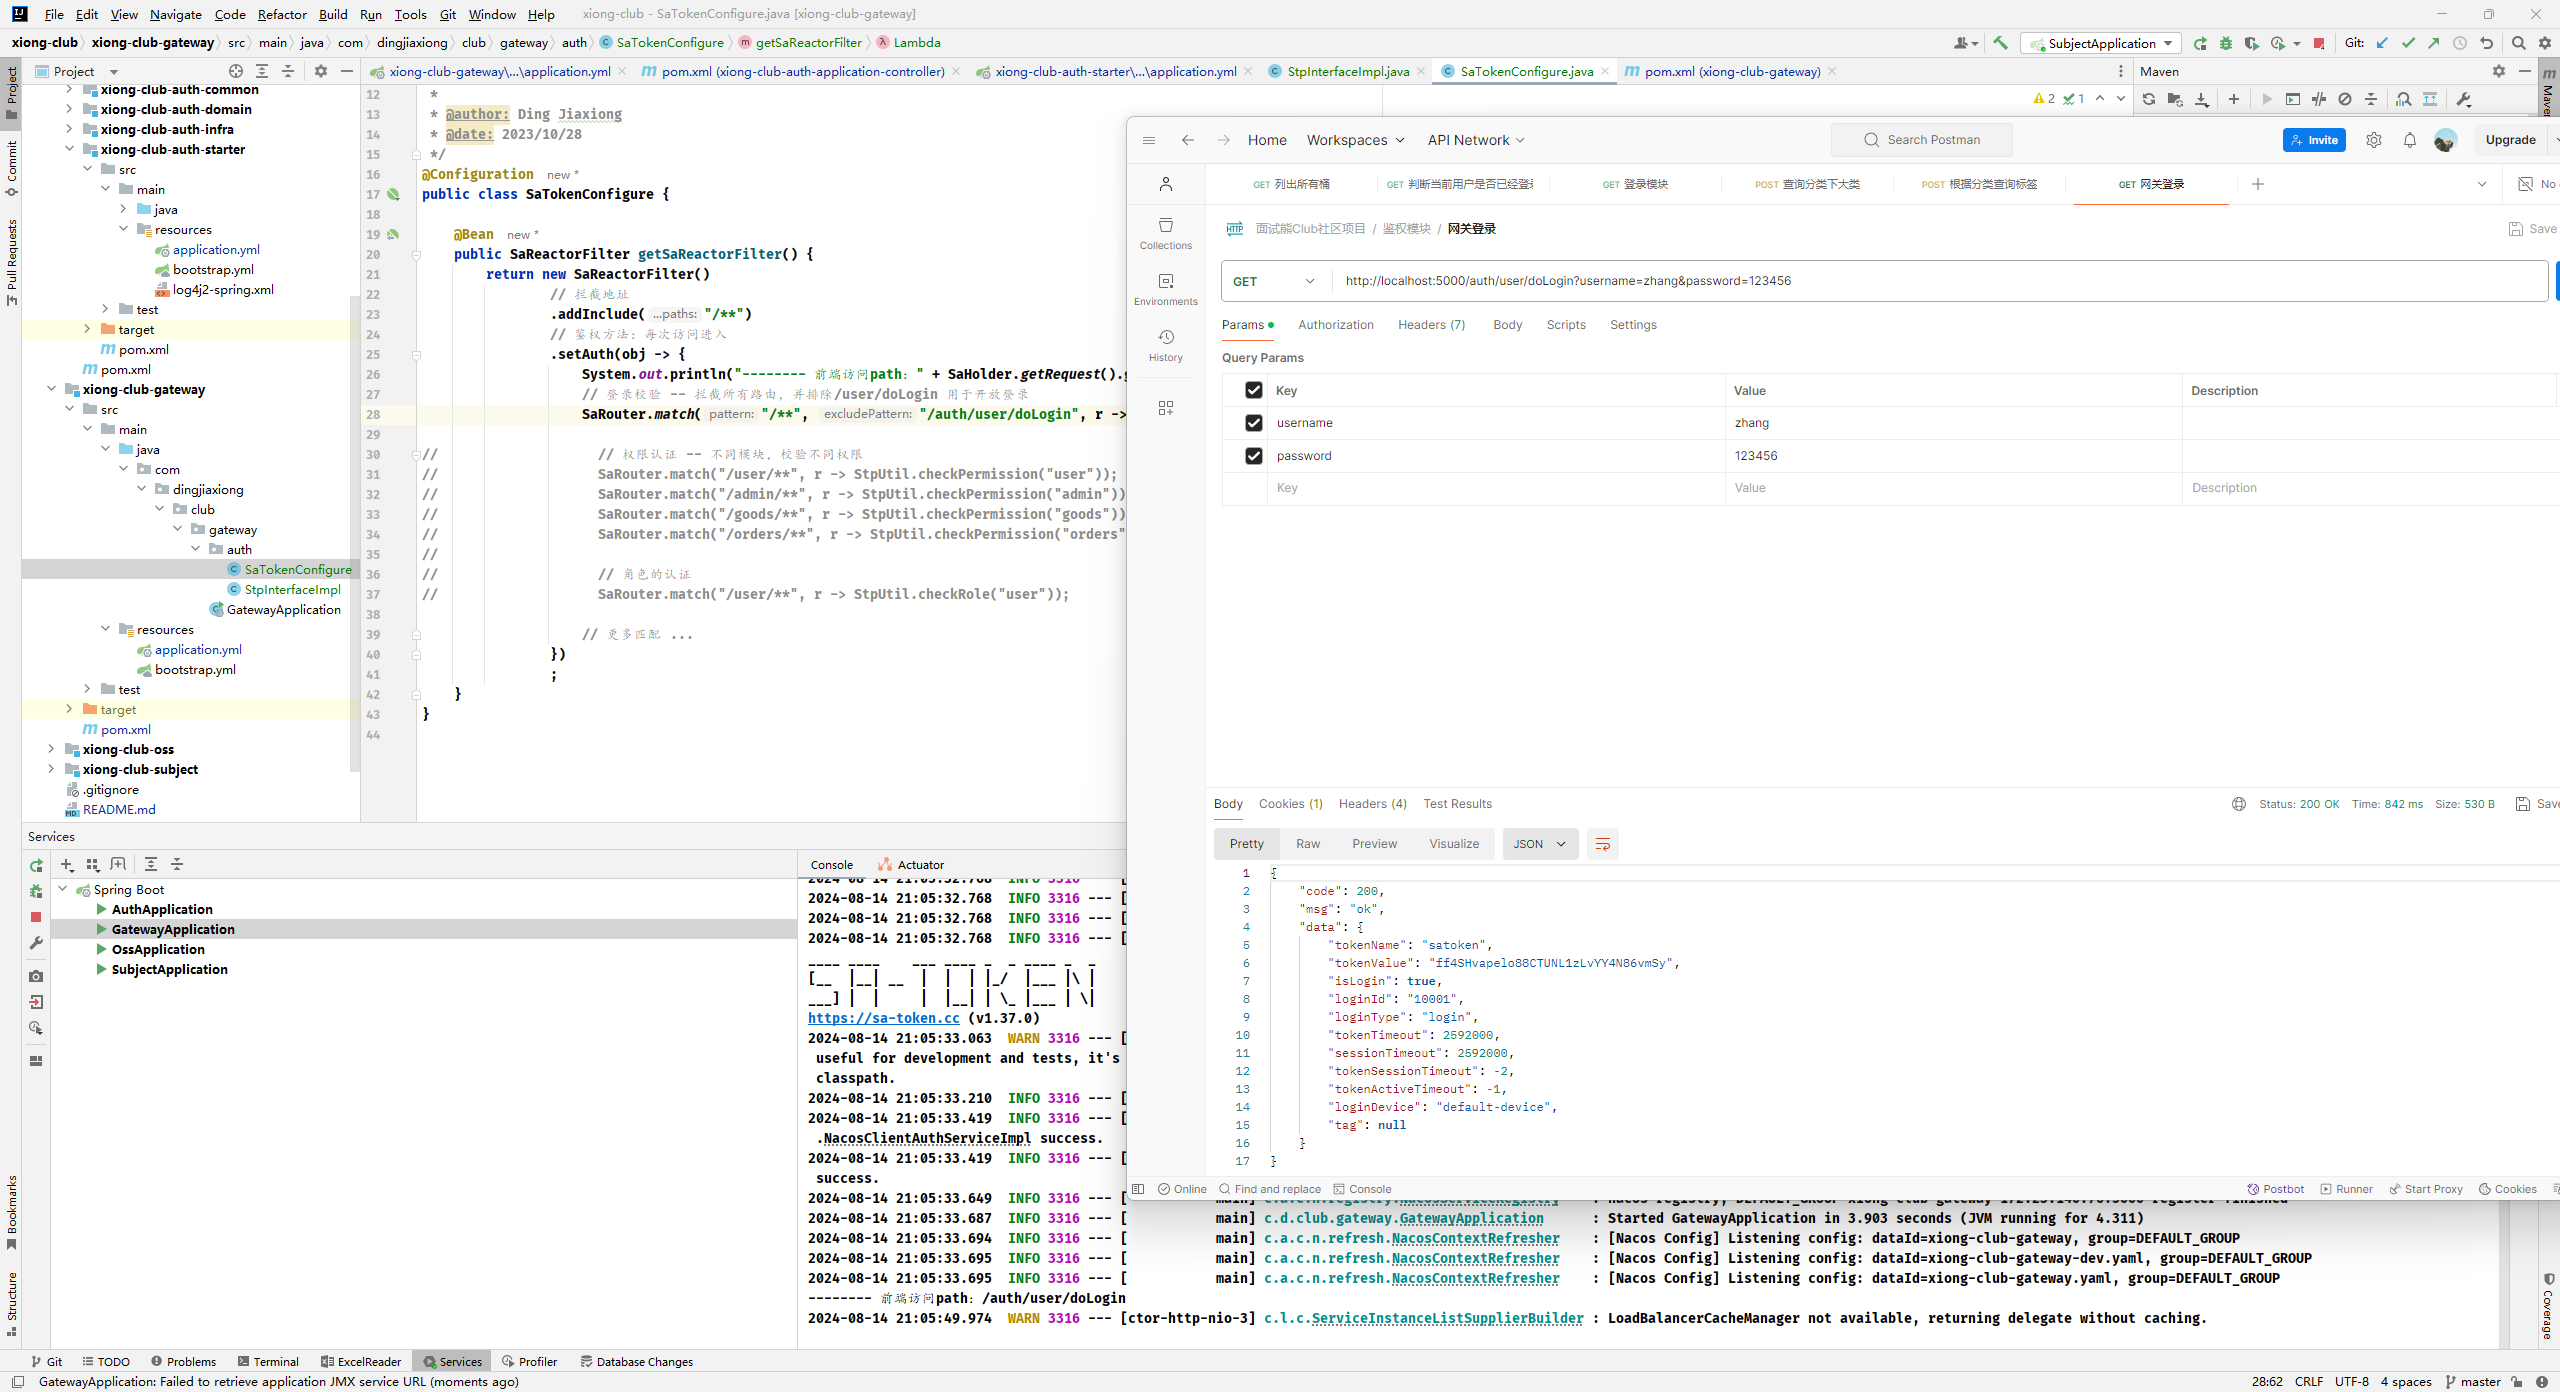 File Edit View Navigate Code Refactor Build Run Tools Git Window Help xiong-club - SaTokenConfigure.java [xiong-club-gateway]
xiong-club xiong-club-gateway src main java com dingjiaxiong club gateway auth SaTokenConfigure getSaReactorFilter Lambda
SubjectApplication Git:
Project
xiong-club-gateway\...\application.yml pom.xml (xiong-club-auth-application-controller) xiong-club-auth-starter\...\application.yml StpInterfaceImpl.java SaTokenConfigure.java pom.xml (xiong-club-gateway)
Maven
Project
Commit
Pull Requests
Bookmarks
Structure
Maven
Coverage
xiong-club-auth-common
xiong-club-auth-domain
xiong-club-auth-infra
xiong-club-auth-starter
src
main
java
resources
application.yml
bootstrap.yml
log4j2-spring.xml
test
target
pom.xml
pom.xml
xiong-club-gateway
src
main
java
com
dingjiaxiong
club
gateway
auth
SaTokenConfigure
StpInterfaceImpl
GatewayApplication
resources
application.yml
bootstrap.yml
test
target
pom.xml
xiong-club-oss
xiong-club-subject
.gitignore
README.md
2 1
12 *
13 * @author: Ding Jiaxiong
14 * @date: 2023/10/28
15 */
16 @Configuration new *
17 public class SaTokenConfigure {
18
19 @Bean new *
20 public SaReactorFilter getSaReactorFilter() {
21 return new SaReactorFilter()
22 // 拦截地址
23 .addInclude( ...paths: "/**")
24 // 鉴权方法：每次访问进入
25 .setAuth(obj -> {
26 System.out.println("-------- 前端访问path：" + SaHolder.getRequest().
27 // 登录校验 -- 拦截所有路由，并排除/user/doLogin 用于开放登录
28 SaRouter.match( pattern: "/**", excludePattern: "/auth/user/doLogin", r ->
29
30 // // 权限认证 -- 不同模块，校验不同权限
31 // SaRouter.match("/user/**", r -> StpUtil.checkPermission("user"));
32 // SaRouter.match("/admin/**", r -> StpUtil.checkPermission("admin"))
33 // SaRouter.match("/goods/**", r -> StpUtil.checkPermission("goods"))
34 // SaRouter.match("/orders/**", r -> StpUtil.checkPermission("orders"
35 //
36 // // 角色的认证
37 // SaRouter.match("/user/**", r -> StpUtil.checkRole("user"));
38
39 // 更多匹配 ...
40 })
41 ;
42 }
43 }
44
Home Workspaces API Network Search Postman Invite Upgrade
GET 列出所有桶 GET 判断当前用户是否已经登录 GET 登录模块 POST 查询分类下大类 POST 根据分类查询标签 GET 网关登录 No
Collections
Environments
History
HTTP 面试熊Club社区项目 / 鉴权模块 / 网关登录 Save
GET http://localhost:5000/auth/user/doLogin?username=zhang&password=123456
Params Authorization Headers (7) Body Scripts Settings
Query Params
Key Value Description
username zhang
password 123456
Key Value Description
Body Cookies (1) Headers (4) Test Results Status: 200 OK Time: 842 ms Size: 530 B Save
Pretty Raw Preview Visualize JSON
1 {
2 "code": 200,
3 "msg": "ok",
4 "data": {
5 "tokenName": "satoken",
6 "tokenValue": "ff4SHvapelo88CTUNL1zLvYY4N86vmSy",
7 "isLogin": true,
8 "loginId": "10001",
9 "loginType": "login",
10 "tokenTimeout": 2592000,
11 "sessionTimeout": 2592000,
12 "tokenSessionTimeout": -2,
13 "tokenActiveTimeout": -1,
14 "loginDevice": "default-device",
15 "tag": null
16 }
17 }
Online Find and replace Console Postbot Runner Start Proxy Cookies
Services
Spring Boot
AuthApplication
GatewayApplication
OssApplication
SubjectApplication
Console Actuator
2024-08-14 21:05:32.768 INFO 3316 --- [
2024-08-14 21:05:32.768 INFO 3316 --- [
2024-08-14 21:05:32.768 INFO 3316 --- [
2024-08-14 21:05:32.768 INFO 3316 --- [
https://sa-token.cc (v1.37.0)
2024-08-14 21:05:33.063 WARN 3316 --- [
useful for development and tests, it's
classpath.
2024-08-14 21:05:33.210 INFO 3316 --- [
2024-08-14 21:05:33.419 INFO 3316 --- [
.NacosClientAuthServiceImpl success.
2024-08-14 21:05:33.419 INFO 3316 --- [
success.
2024-08-14 21:05:33.649 INFO 3316 --- [ main] c.a.c.n.registry.NacosServiceRegistry : nacos registry, DEFAULT_GROUP xiong-club-gateway register finished
2024-08-14 21:05:33.687 INFO 3316 --- [ main] c.d.club.gateway.GatewayApplication : Started GatewayApplication in 3.903 seconds (JVM running for 4.311)
2024-08-14 21:05:33.694 INFO 3316 --- [ main] c.a.c.n.refresh.NacosContextRefresher : [Nacos Config] Listening config: dataId=xiong-club-gateway, group=DEFAULT_GROUP
2024-08-14 21:05:33.695 INFO 3316 --- [ main] c.a.c.n.refresh.NacosContextRefresher : [Nacos Config] Listening config: dataId=xiong-club-gateway-dev.yaml, group=DEFAULT_GROUP
2024-08-14 21:05:33.695 INFO 3316 --- [ main] c.a.c.n.refresh.NacosContextRefresher : [Nacos Config] Listening config: dataId=xiong-club-gateway.yaml, group=DEFAULT_GROUP
-------- 前端访问path：/auth/user/doLogin
2024-08-14 21:05:49.974 WARN 3316 --- [ctor-http-nio-3] c.l.c.ServiceInstanceListSupplierBuilder : LoadBalancerCacheManager not available, returning delegate without caching.
Git TODO Problems Terminal ExcelReader Services Profiler Database Changes
GatewayApplication: Failed to retrieve application JMX service URL (moments ago) 28:62 CRLF UTF-8 4 spaces master